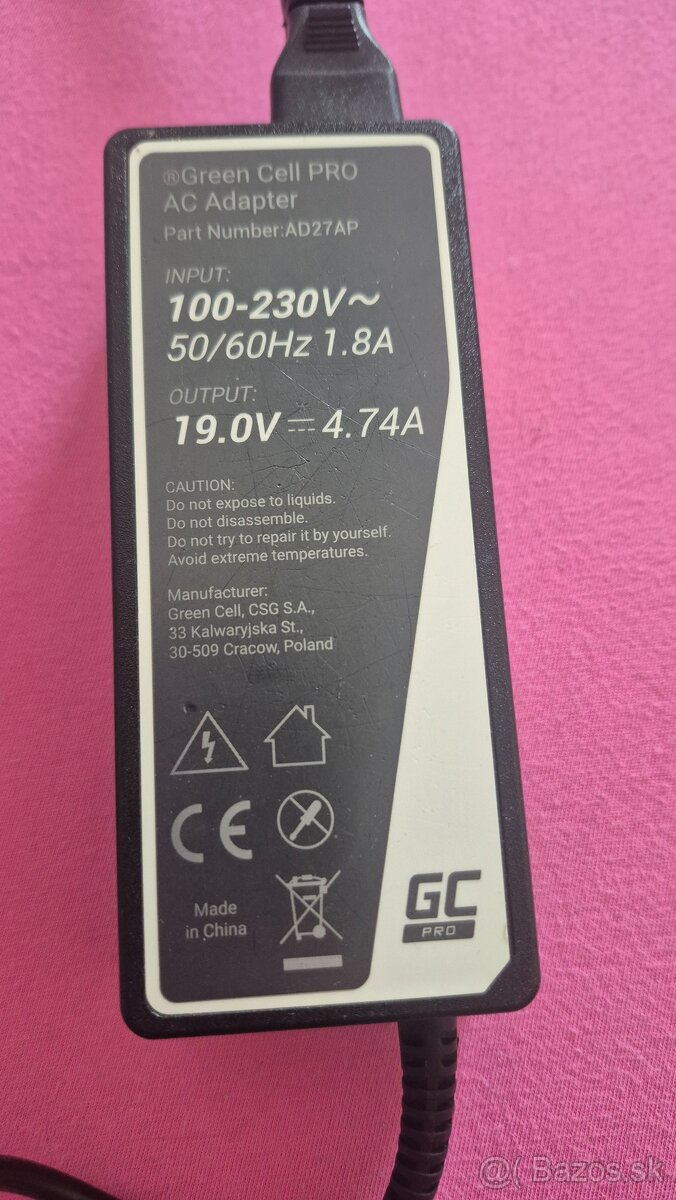 ®Green Cell PRO
AC Adapter
Part Number:AD27AP
INPUT:
100-230V~
50/60Hz 1.8A
OUTPUT:
19.0V ⎓ 4.74A
CAUTION:
Do not expose to liquids.
Do not disassemble.
Do not try to repair it by yourself.
Avoid extreme temperatures.
Manufacturer:
Green Cell, CSG S.A.,
33 Kalwaryjska St.,
30-509 Cracow, Poland
CE
Made
in China
GC
PRO
@( Bazos.sk